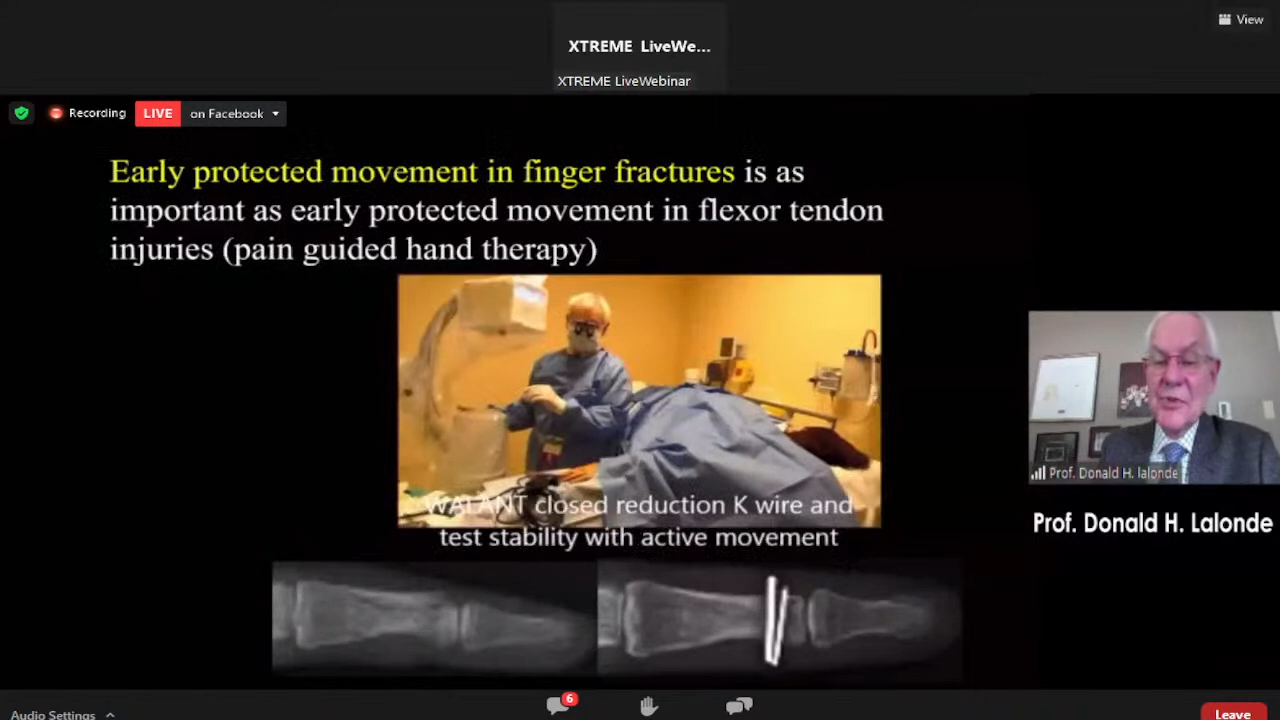 XTREME LiveWe...
View
XTREME LiveWebinar
Recording
LIVE on Facebook
Early protected movement in finger fractures is as
important as early protected movement in flexor tendon
injuries (pain guided hand therapy)
WALANT closed reduction K wire and
test stability with active movement
Prof. Donald H. lalonde
Prof. Donald H. Lalonde
6
Audio Settings
Leave